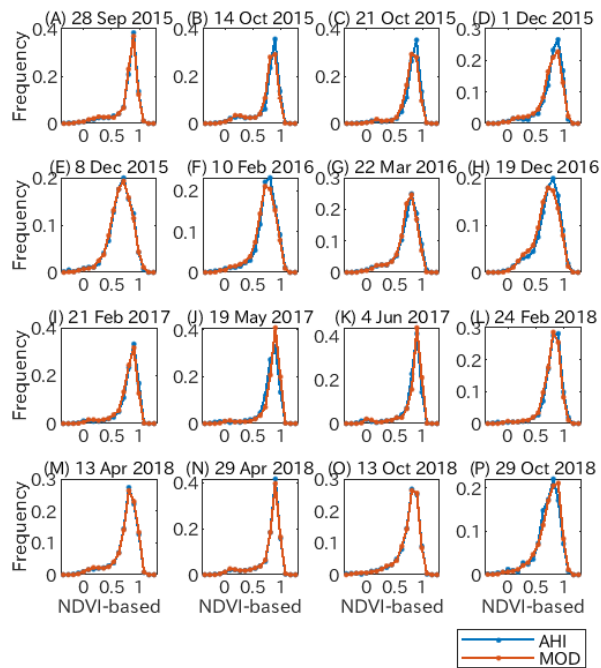 (A) 28 Sep 2015
(B) 14 Oct 2015
(C) 21 Oct 2015
(D) 1 Dec 2015
Frequency
0.4
0.2
0
0 0.5 1
0.4
0.2
0
0 0.5 1
0.4
0.2
0
0 0.5 1
0.3
0.2
0.1
0
0 0.5 1
(E) 8 Dec 2015
(F) 10 Feb 2016
(G) 22 Mar 2016
(H) 19 Dec 2016
Frequency
0.2
0.1
0
0 0.5 1
0.2
0.1
0
0 0.5 1
0.3
0.2
0.1
0
0 0.5 1
0.2
0.1
0
0 0.5 1
(I) 21 Feb 2017
(J) 19 May 2017
(K) 4 Jun 2017
(L) 24 Feb 2018
Frequency
0.4
0.2
0
0 0.5 1
0.4
0.2
0
0 0.5 1
0.4
0.2
0
0 0.5 1
0.3
0.2
0.1
0
0 0.5 1
(M) 13 Apr 2018
(N) 29 Apr 2018
(O) 13 Oct 2018
(P) 29 Oct 2018
Frequency
0.3
0.2
0.1
0
0 0.5 1
NDVI-based
0.4
0.2
0
0 0.5 1
NDVI-based
0.3
0.2
0.1
0
0 0.5 1
NDVI-based
0.2
0.1
0
0 0.5 1
NDVI-based
AHI
MOD